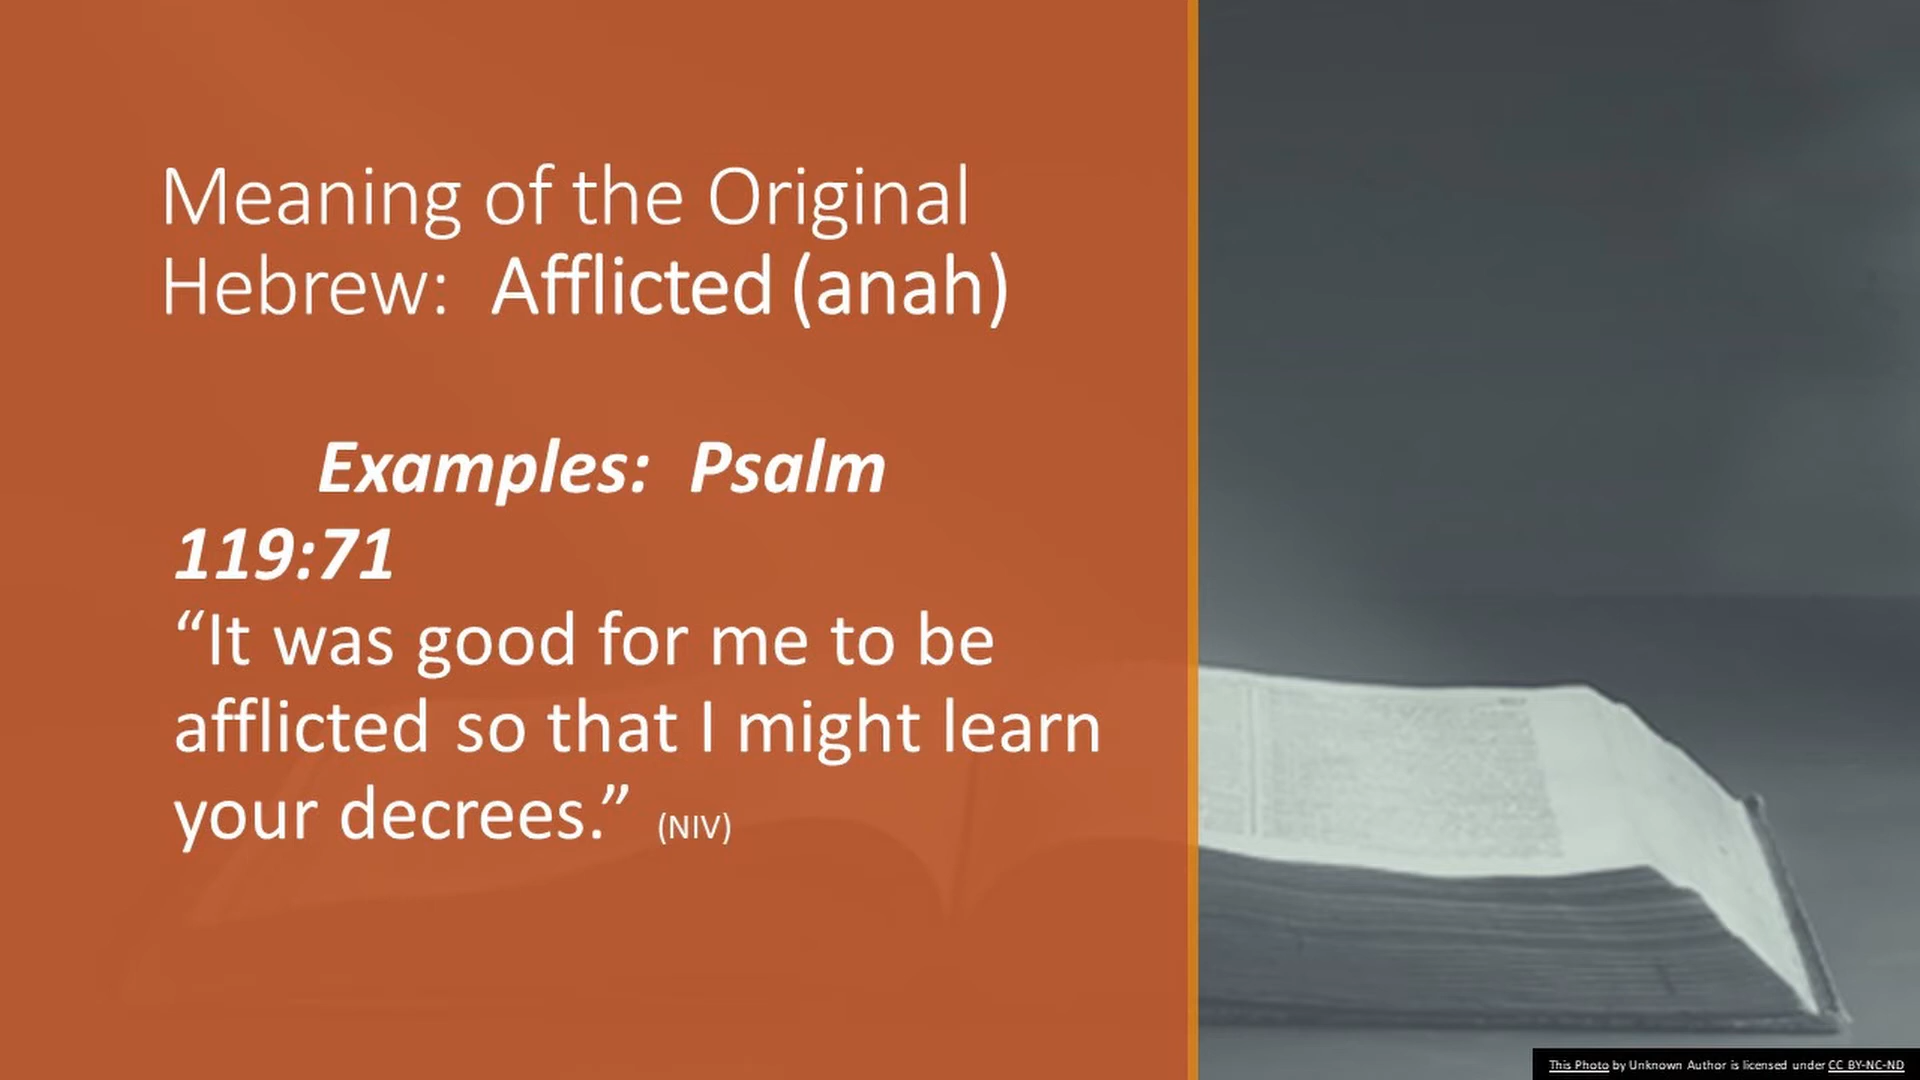 Meaning of the Original
Hebrew:  Afflicted (anah)
Examples:  Psalm
119:71
“It was good for me to be
afflicted so that I might learn
your decrees.” (NIV)
This Photo by Unknown Author is licensed under CC BY-NC-ND